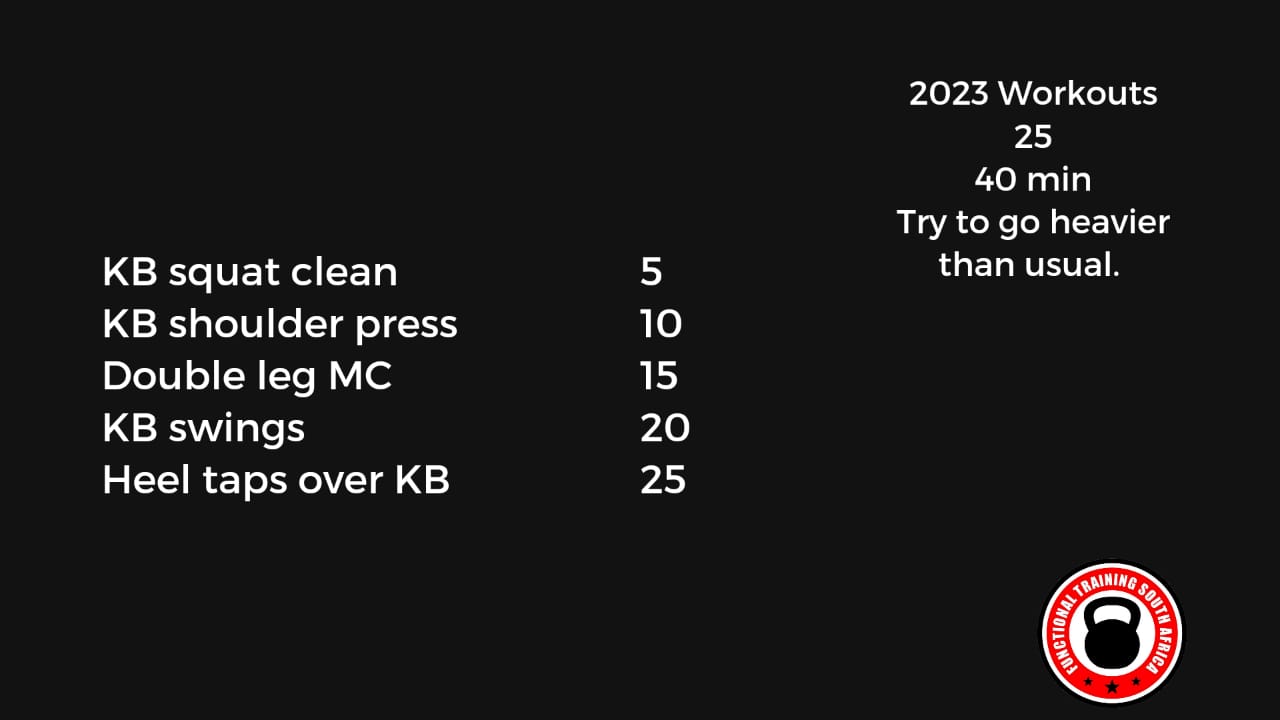 2023 Workouts
25
40 min
Try to go heavier
than usual.
KB squat clean 5
KB shoulder press 10
Double leg MC 15
KB swings 20
Heel taps over KB 25
FUNCTIONAL TRAINING SOUTH AFRICA